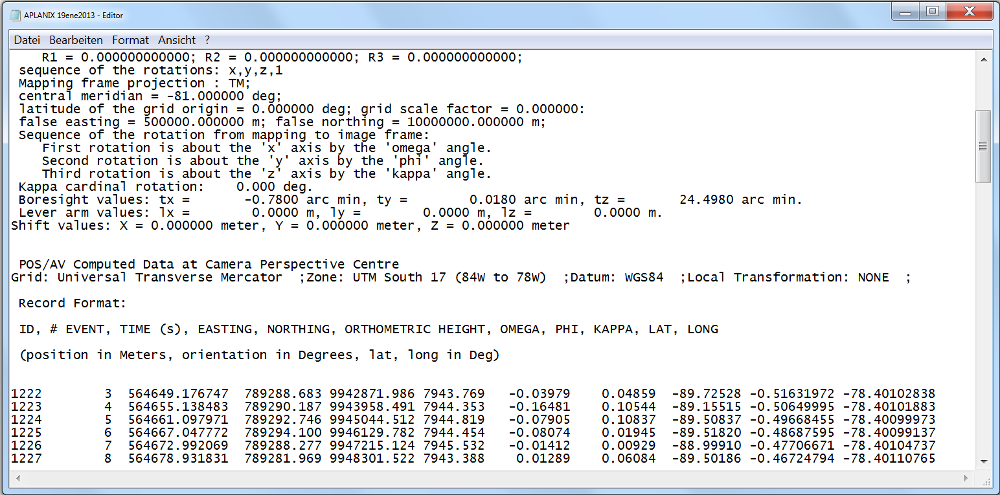 APLANIX 19ene2013 - Editor
Datei Bearbeiten Format Ansicht ?
R1 = 0.000000000000; R2 = 0.000000000000; R3 = 0.000000000000;
sequence of the rotations: x,y,z,1
Mapping frame projection : TM;
central meridian = -81.000000 deg;
latitude of the grid origin = 0.000000 deg; grid scale factor = 0.000000:
false easting = 500000.000000 m; false northing = 10000000.000000 m;
Sequence of the rotation from mapping to image frame:
First rotation is about the 'x' axis by the 'omega' angle.
Second rotation is about the 'y' axis by the 'phi' angle.
Third rotation is about the 'z' axis by the 'kappa' angle.
Kappa cardinal rotation: 0.000 deg.
Boresight values: tx = -0.7800 arc min, ty = 0.0180 arc min, tz = 24.4980 arc min.
Lever arm values: lx = 0.0000 m, ly = 0.0000 m, lz = 0.0000 m.
Shift values: X = 0.000000 meter, Y = 0.000000 meter, Z = 0.000000 meter
POS/AV Computed Data at Camera Perspective Centre
Grid: Universal Transverse Mercator ;Zone: UTM South 17 (84W to 78W) ;Datum: WGS84 ;Local Transformation: NONE ;
Record Format:
ID, # EVENT, TIME (s), EASTING, NORTHING, ORTHOMETRIC HEIGHT, OMEGA, PHI, KAPPA, LAT, LONG
(position in Meters, orientation in Degrees, lat, long in Deg)
1222 3 564649.176747 789288.683 9942871.986 7943.769 -0.03979 0.04859 -89.72528 -0.51631972 -78.40102838
1223 4 564655.138483 789290.187 9943958.491 7944.353 -0.16481 0.10544 -89.15515 -0.50649995 -78.40101883
1224 5 564661.097971 789292.746 9945044.512 7944.819 -0.07905 0.10837 -89.50837 -0.49668455 -78.40099973
1225 6 564667.047772 789294.100 9946129.782 7944.454 -0.08074 0.01945 -89.51820 -0.48687595 -78.40099137
1226 7 564672.992069 789288.277 9947215.124 7945.532 -0.01412 0.00929 -88.99910 -0.47706671 -78.40104737
1227 8 564678.931831 789281.969 9948301.522 7943.388 0.01289 0.06084 -89.50186 -0.46724794 -78.40110765